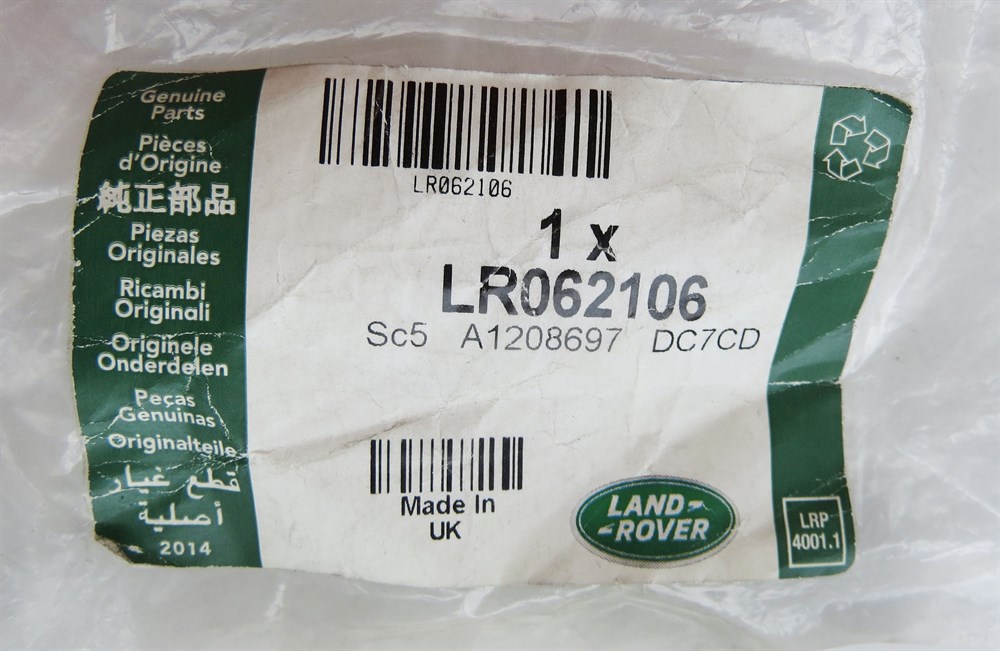 Genuine
Parts
Pièces
d'Origine
純正部品
Piezas
Originales
Ricambi
Originali
Originele
Onderdelen
Peças
Genuinas
Originalteile
قطع غيار
أصلية
2014
LR062106
1 x
LR062106
Sc5 A1208697 DC7CD
Made In
UK
LAND
ROVER
LRP
4001.1